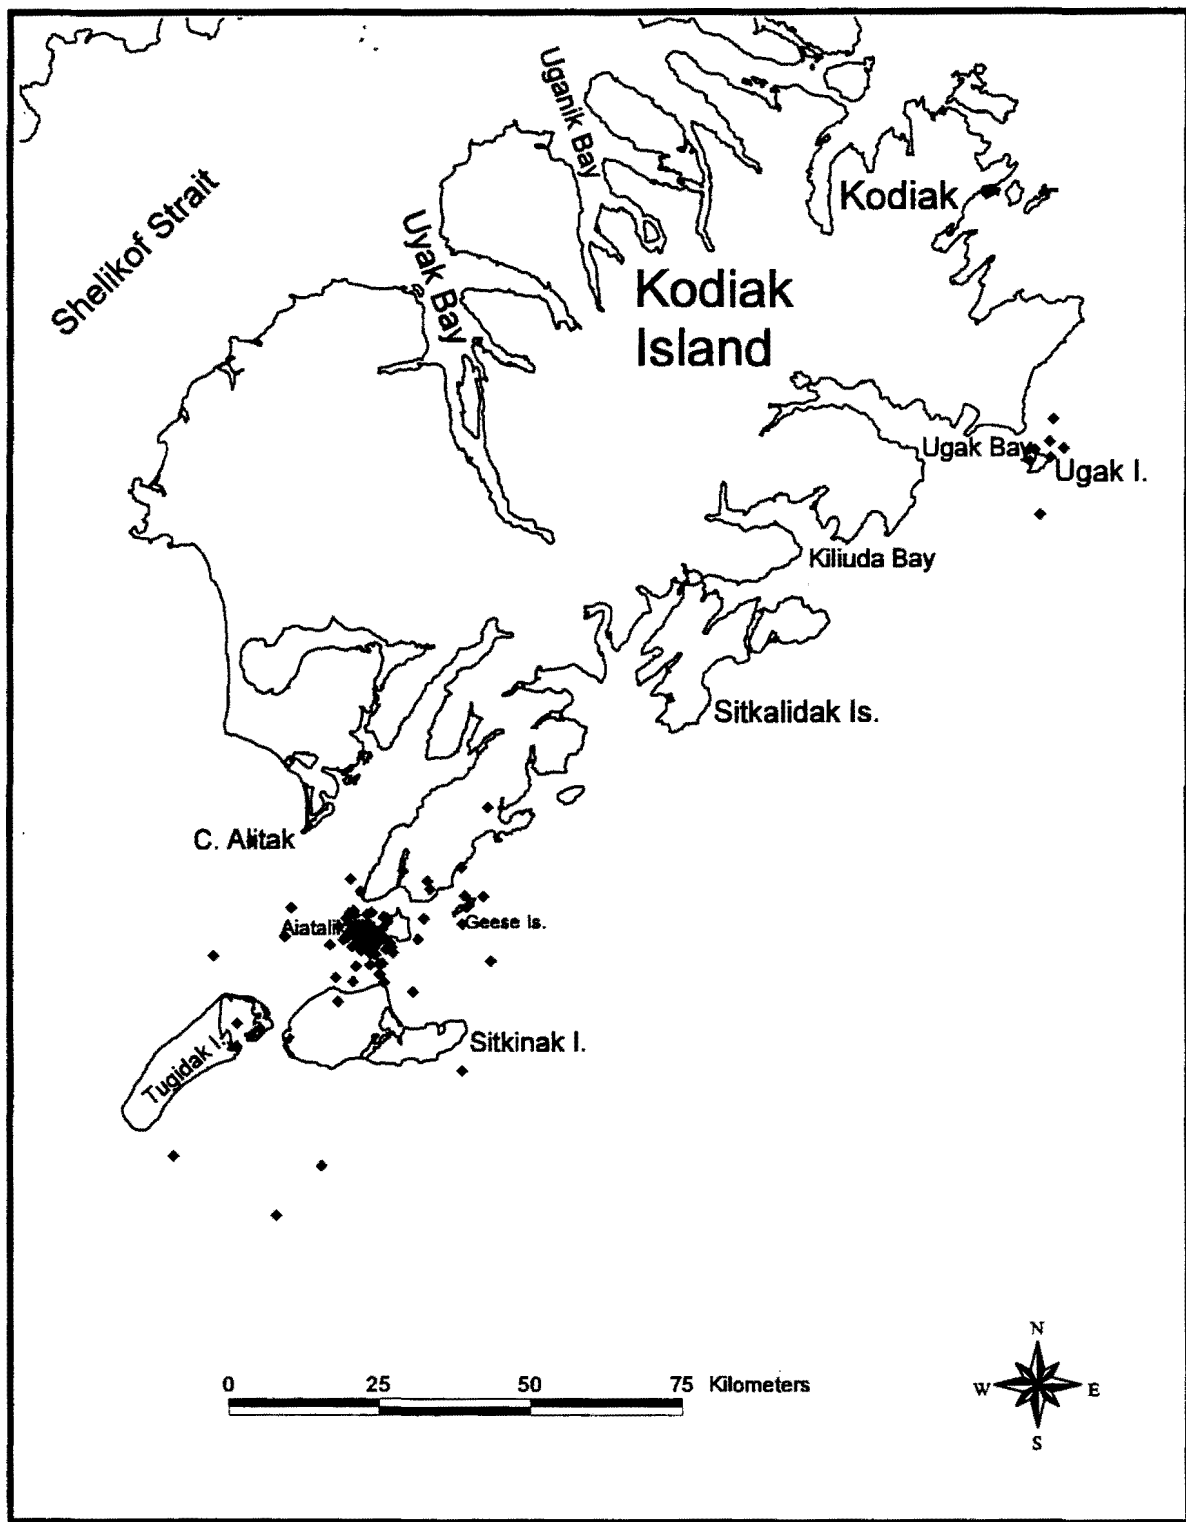 Uganik Bay
Kodiak
Shelikof Strait
Uyak Bay
Kodiak
Island
Ugak Bay
Ugak I.
Kiliuda Bay
Sitkalidak Is.
C. Alitak
Aiatalik
Geese Is.
Tugidak I.
Sitkinak I.
0 25 50 75 Kilometers
N
W E
S